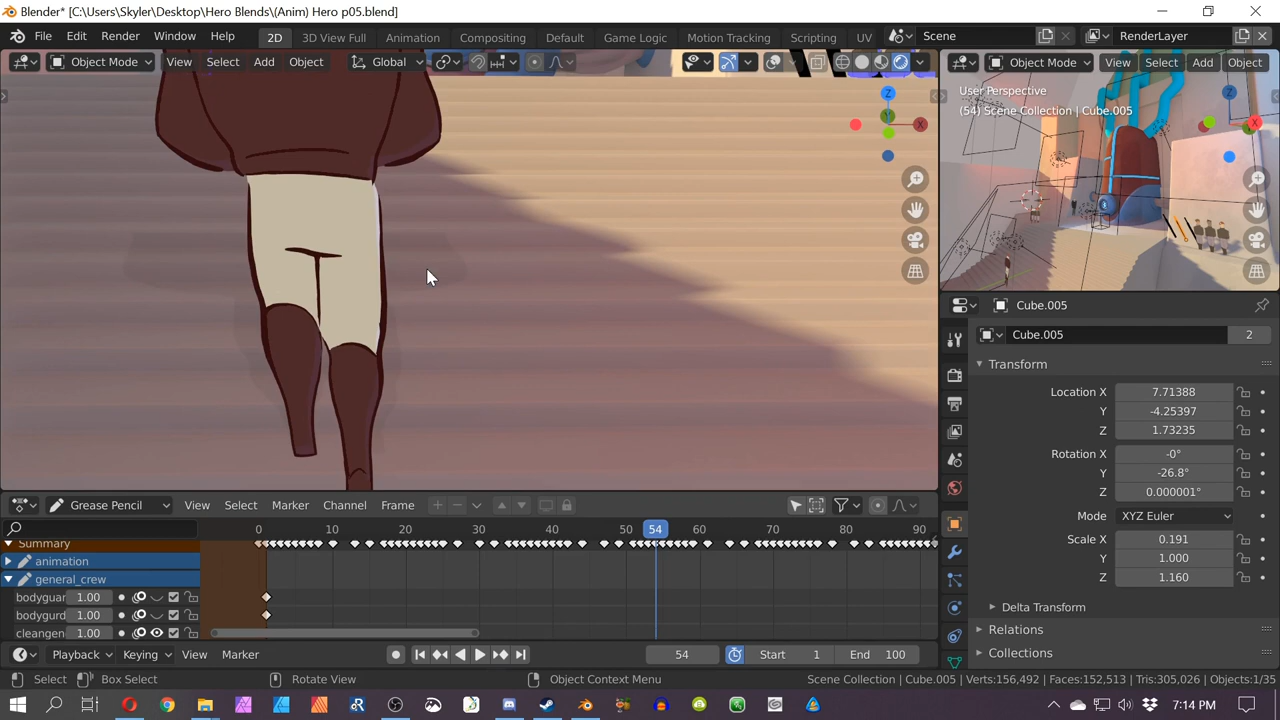 Blender* [C:\Users\Skyler\Desktop\Hero Blends\(Anim) Hero p05.blend]
File Edit Render Window Help 2D 3D View Full Animation Compositing Default Game Logic Motion Tracking Scripting UV Scene RenderLayer
Object Mode View Select Add Object Global Object Mode View Select Add Object
User Perspective
(54) Scene Collection | Cube.005
Z
X
Y
Cube.005
Cube.005 2
Transform
Location X 7.71388
Y -4.25397
Z 1.73235
Rotation X -0°
Y -26.8°
Z 0.000001°
Mode XYZ Euler
Scale X 0.191
Y 1.000
Z 1.160
Delta Transform
Relations
Collections
Grease Pencil View Select Marker Channel Frame
0 10 20 30 40 50 54 60 70 80 90
Summary
animation
general_crew
bodyguar 1.00
bodygurd 1.00
cleangen 1.00
Playback Keying View Marker 54 Start 1 End 100
Select Box Select Rotate View Object Context Menu Scene Collection | Cube.005 | Verts:156,492 | Faces:152,513 | Tris:305,026 | Objects:1/35
7:14 PM